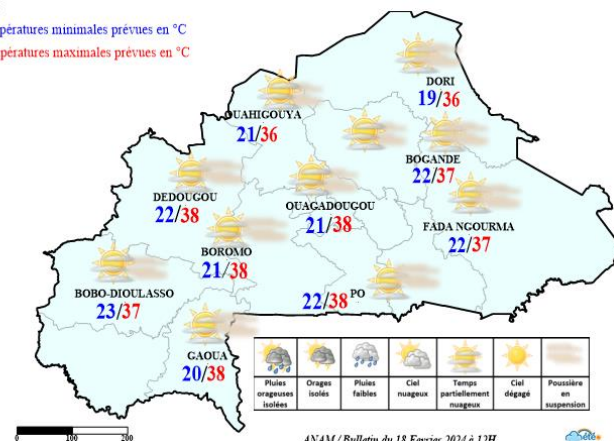 pératures minimales prévues en °C
pératures maximales prévues en °C
DORI
19/36
OUAHIGOUYA
21/36
BOGANDE
22/37
DEDOUGOU
22/38
OUAGADOUGOU
21/38
FADA NGOURMA
22/37
BOROMO
21/38
BOBO-DIOULASSO
23/37
22/38 PO
GAOUA
20/38
Pluies orageuses isolées
Orages isolés
Pluies faibles
Ciel nuageux
Temps partiellement nuageux
Ciel dégagé
Poussière en suspension
0 100 200
ANAM / Bulletin du 18 Fevrier 2024 à 12H